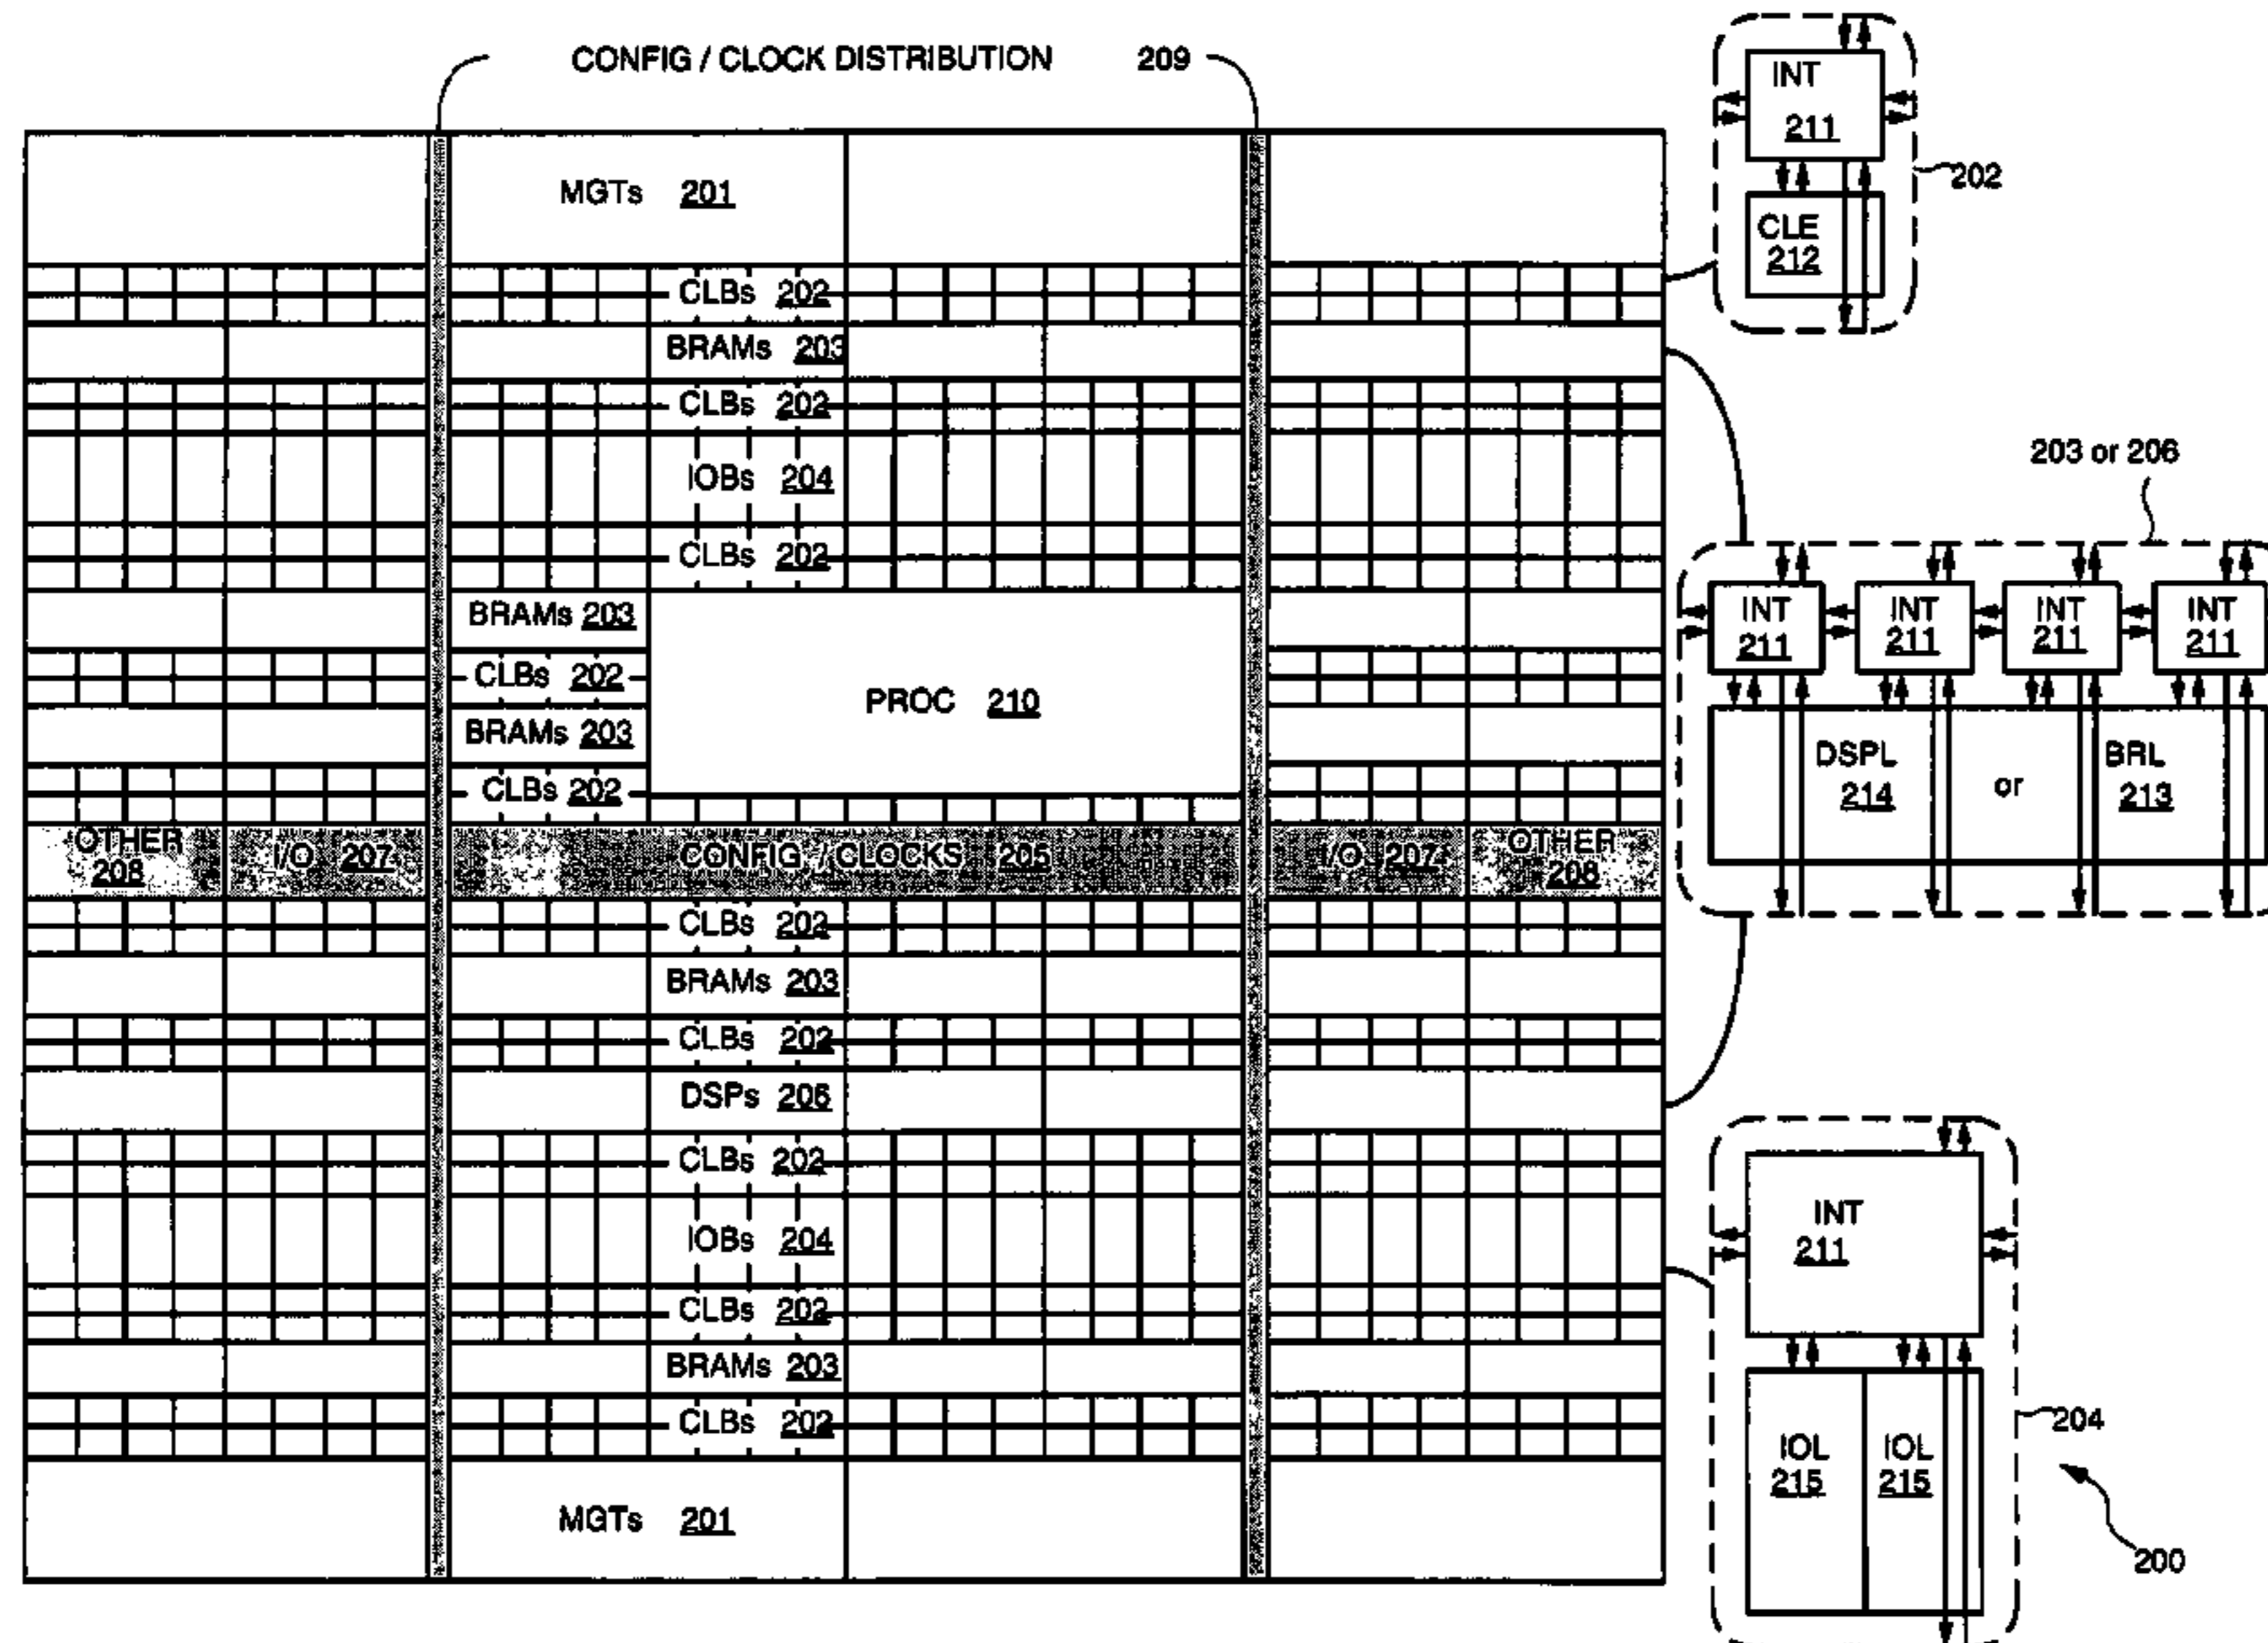 CONFIG / CLOCK DISTRIBUTION 209
MGTs 201
CLBs 202
BRAMs 203
CLBs 202
IOBs 204
CLBs 202
BRAMs 203
CLBs 202
PROC 210
BRAMs 203
CLBs 202
OTHER 208
I/O 207
CONFIG / CLOCKS 205
I/O 207
OTHER 208
CLBs 202
BRAMs 203
CLBs 202
DSPs 206
CLBs 202
IOBs 204
CLBs 202
BRAMs 203
CLBs 202
MGTs 201
INT
211
CLE
212
202
203 or 206
INT INT INT INT
211 211 211 211
DSPL or BRL
214 213
INT
211
IOL IOL
215 215
204
200